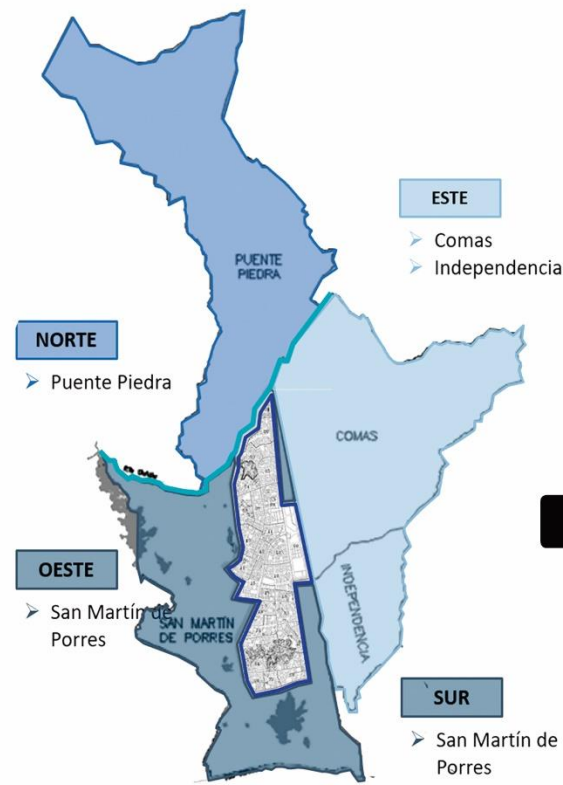 PUENTE
PIEDRA
ESTE
Comas
Independencia
NORTE
Puente Piedra
COMAS
OESTE
San Martín de
Porres
SAN MARTÍN
DE PORRES
INDEPENDENCIA
SUR
San Martín de
Porres